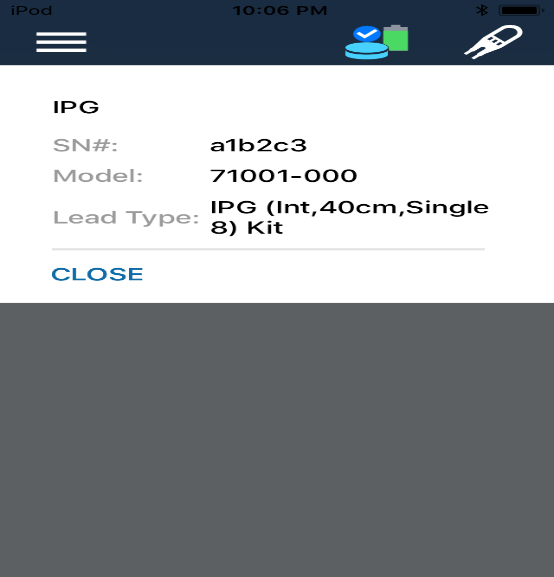 iPod 10:06 PM
IPG
SN#: a1b2c3
Model: 71001-000
Lead Type: IPG (Int,40cm,Single
8) Kit
CLOSE